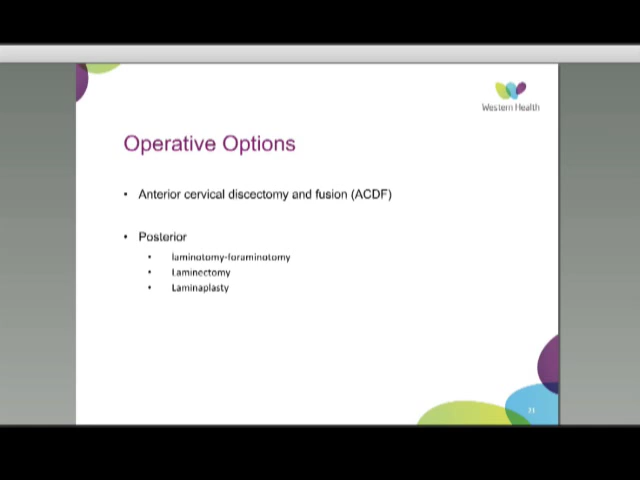 Western Health
Operative Options
• Anterior cervical discectomy and fusion (ACDF)
• Posterior
• laminotomy-foraminotomy
• Laminectomy
• Laminaplasty